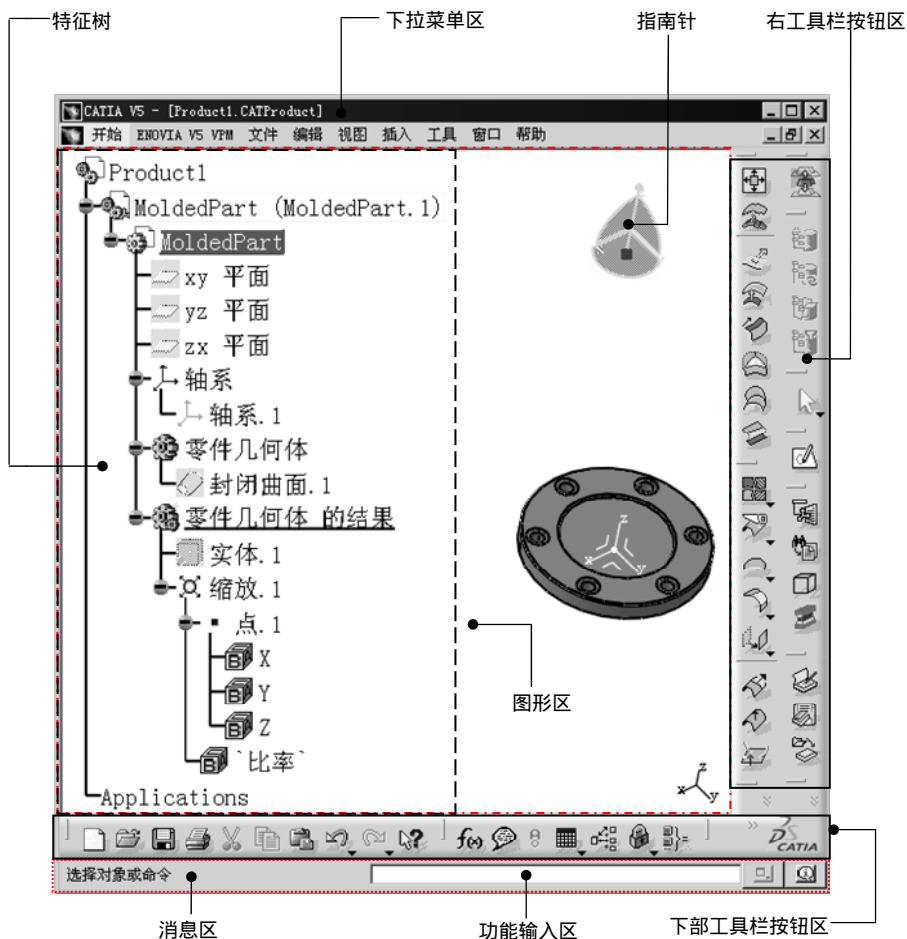 特征树
下拉菜单区
指南针
右工具栏按钮区
CATIA V5 - [Product1.CATProduct]
开始 ENOVIA V5 VPM 文件 编辑 视图 插入 工具 窗口 帮助
Product1
MoldedPart (MoldedPart.1)
MoldedPart
xy 平面
yz 平面
zx 平面
轴系
轴系.1
零件几何体
封闭曲面.1
零件几何体 的结果
实体.1
缩放.1
点.1
X
Y
Z
`比率`
Applications
z
x
y
图形区
z
x
y
f(x)
DS CATIA
选择对象或命令
消息区
功能输入区
下部工具栏按钮区